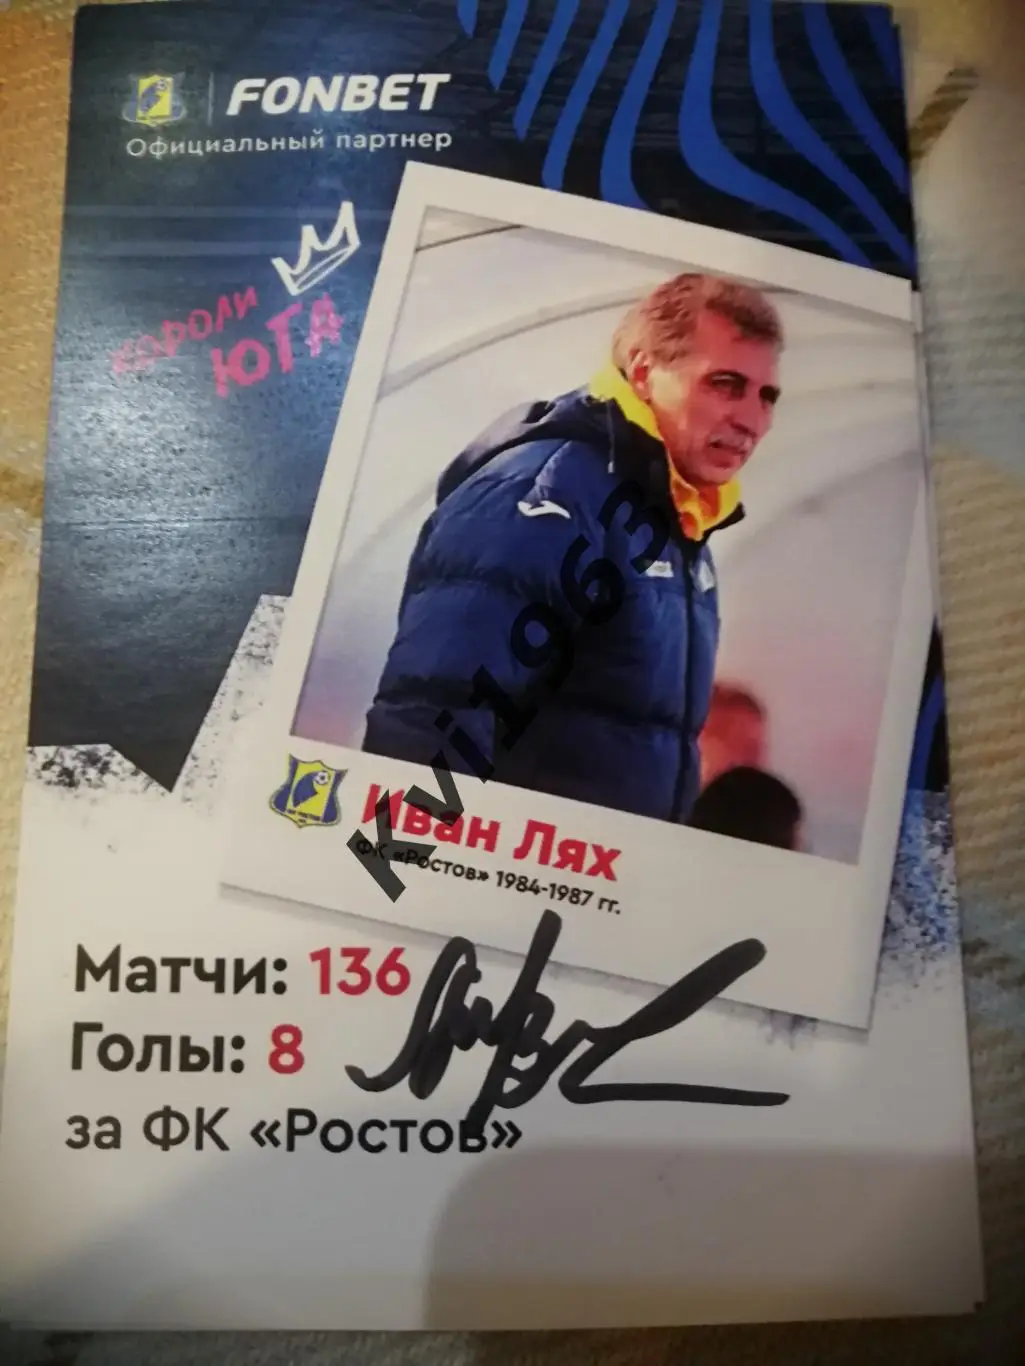 FONBET
Официальный партнер
КОРОЛИ
ЮГА
Kvi1963
Иван Лях
ФК «Ростов» 1984-1987 гг.
Матчи: 136
Голы: 8
за ФК «Ростов»